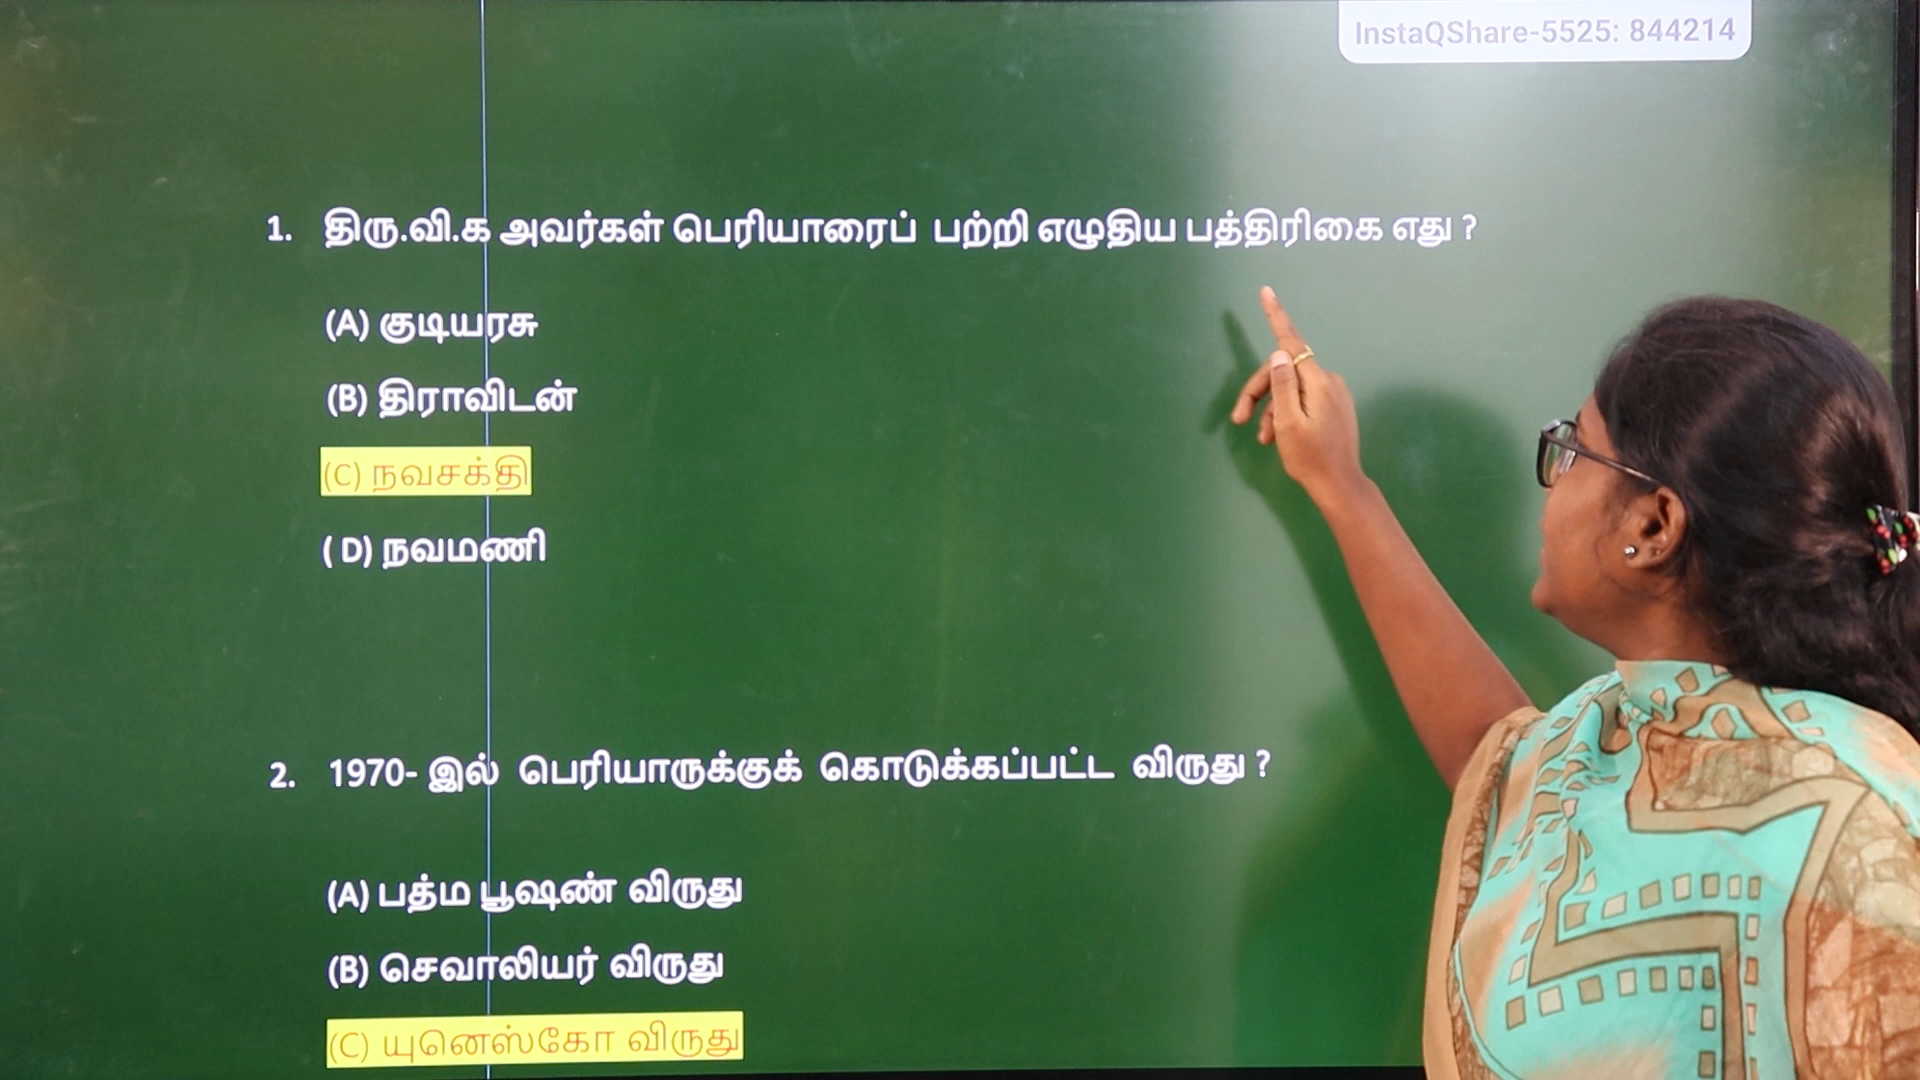 InstaQShare-5525: 844214
1. திரு.வி.க அவர்கள் பெரியாரைப் பற்றி எழுதிய பத்திரிகை எது ?
(A) குடியரசு
(B) திராவிடன்
(C) நவசக்தி
( D) நவமணி
2. 1970- இல் பெரியாருக்குக் கொடுக்கப்பட்ட விருது ?
(A) பத்ம பூஷண் விருது
(B) செவாலியர் விருது
(C) யுனெஸ்கோ விருது